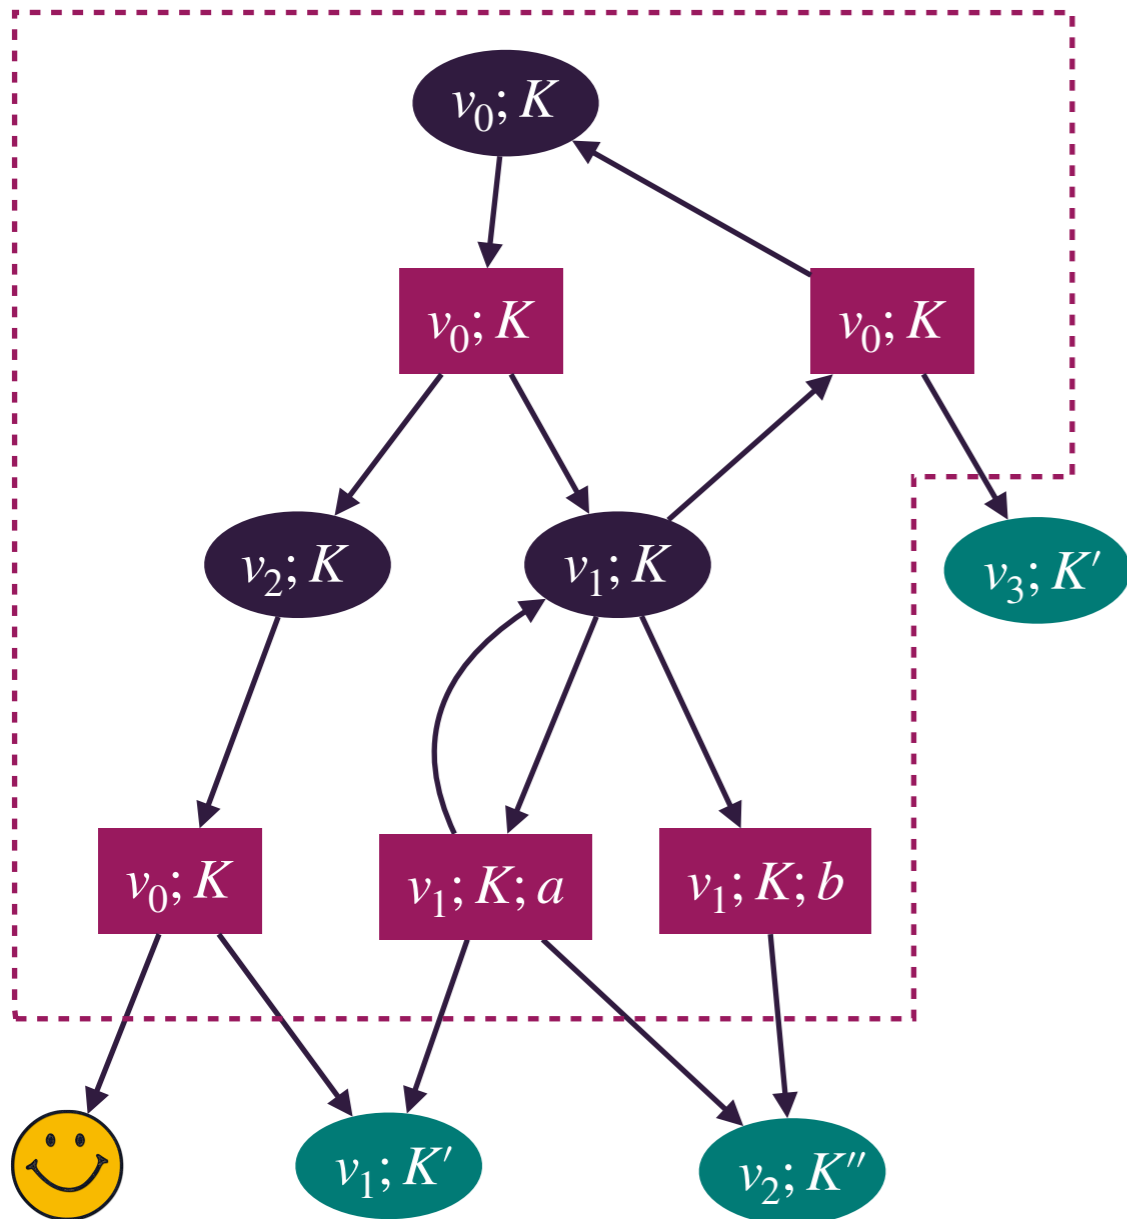 v₀; K
v₀; K
v₀; K
v₂; K
v₁; K
v₃; K′
v₀; K
v₁; K; a
v₁; K; b
v₁; K′
v₂; K″